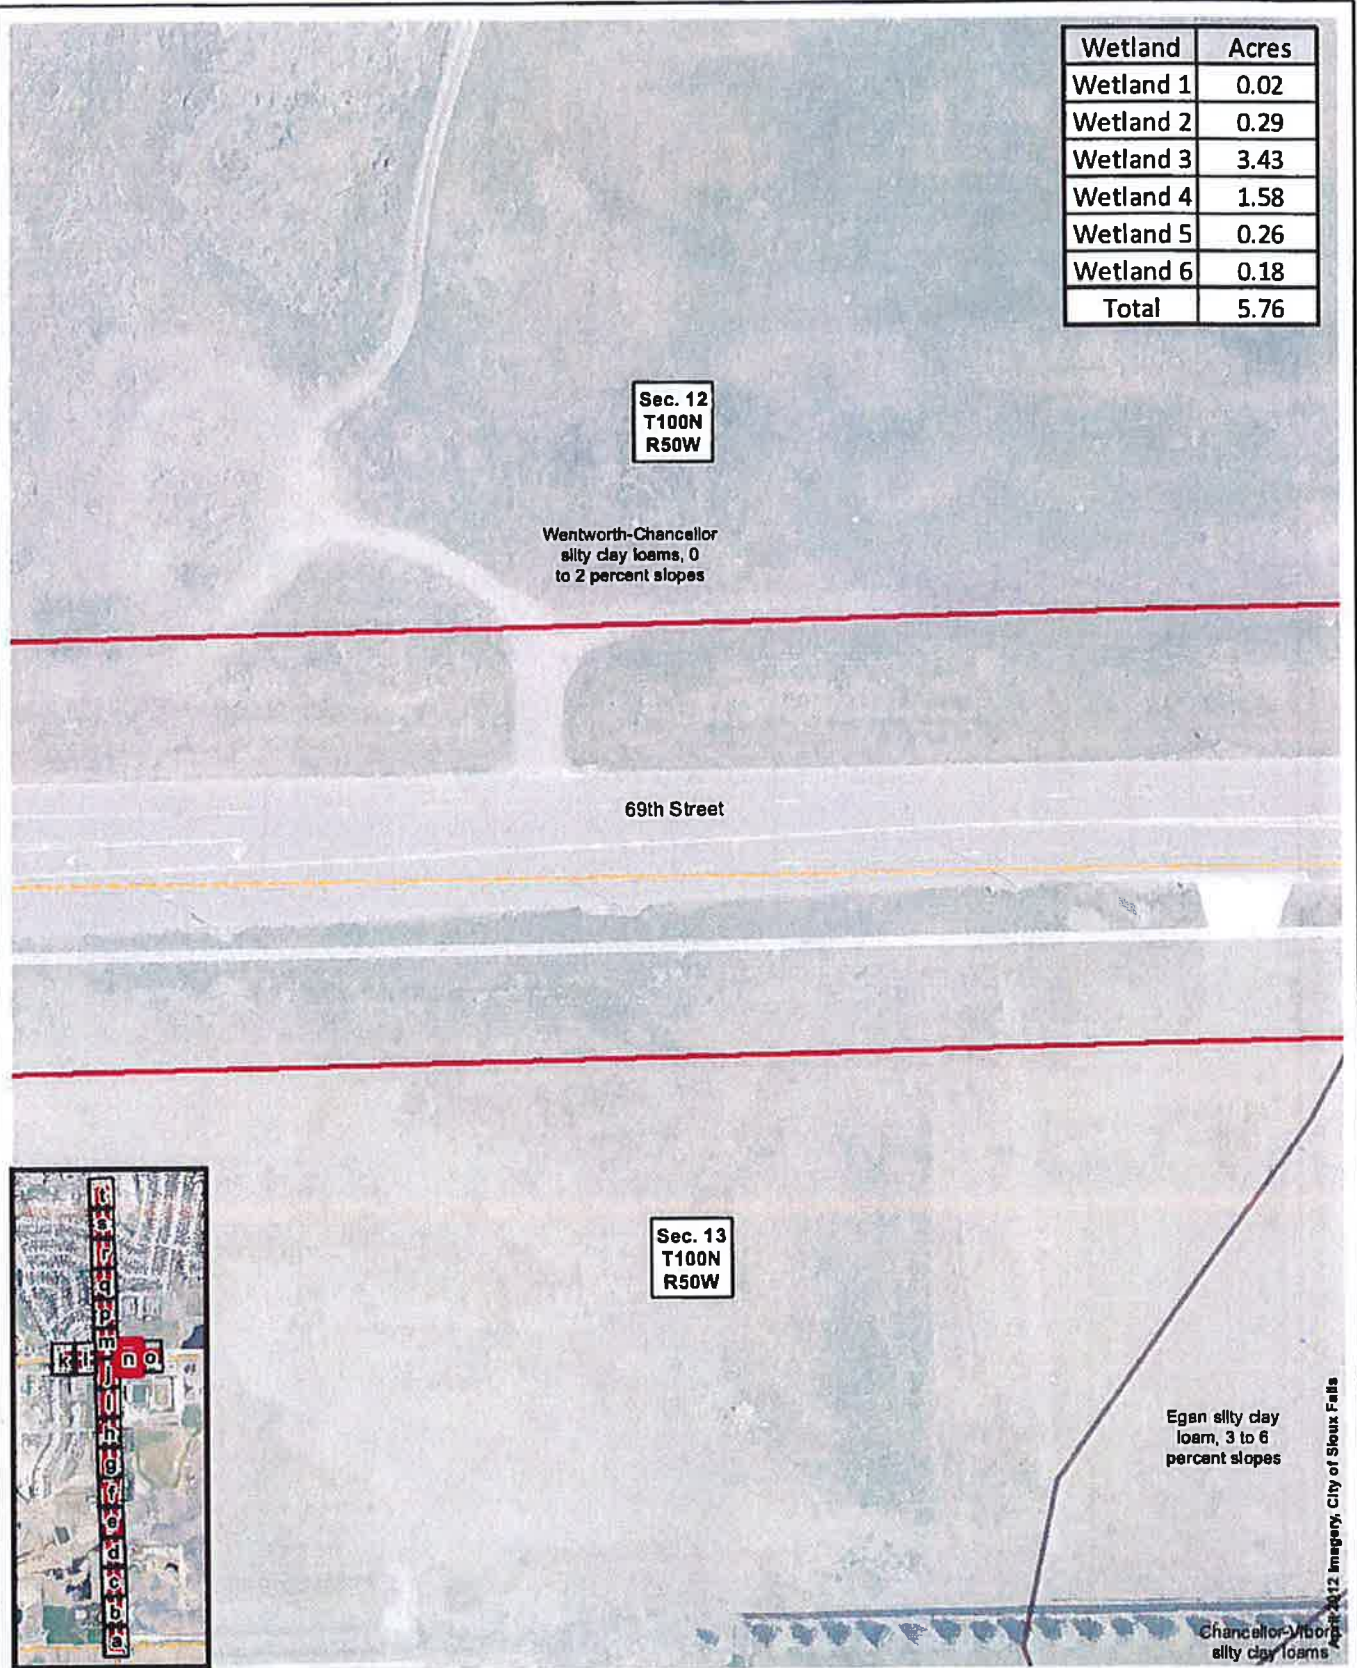 Wetland Acres
Wetland 1 0.02
Wetland 2 0.29
Wetland 3 3.43
Wetland 4 1.58
Wetland 5 0.26
Wetland 6 0.18
Total 5.76
Sec. 12
T100N
R50W
Wentworth-Chancellor
silty clay loams, 0
to 2 percent slopes
69th Street
Sec. 13
T100N
R50W
t
s
r
q
p
m
k n o
j
h
g
f
e
d
c
b
a
Egan silty clay
loam, 3 to 6
percent slopes
April 2012 Imagery, City of Sioux Falls
Chancellor-Viborg
silty clay loams